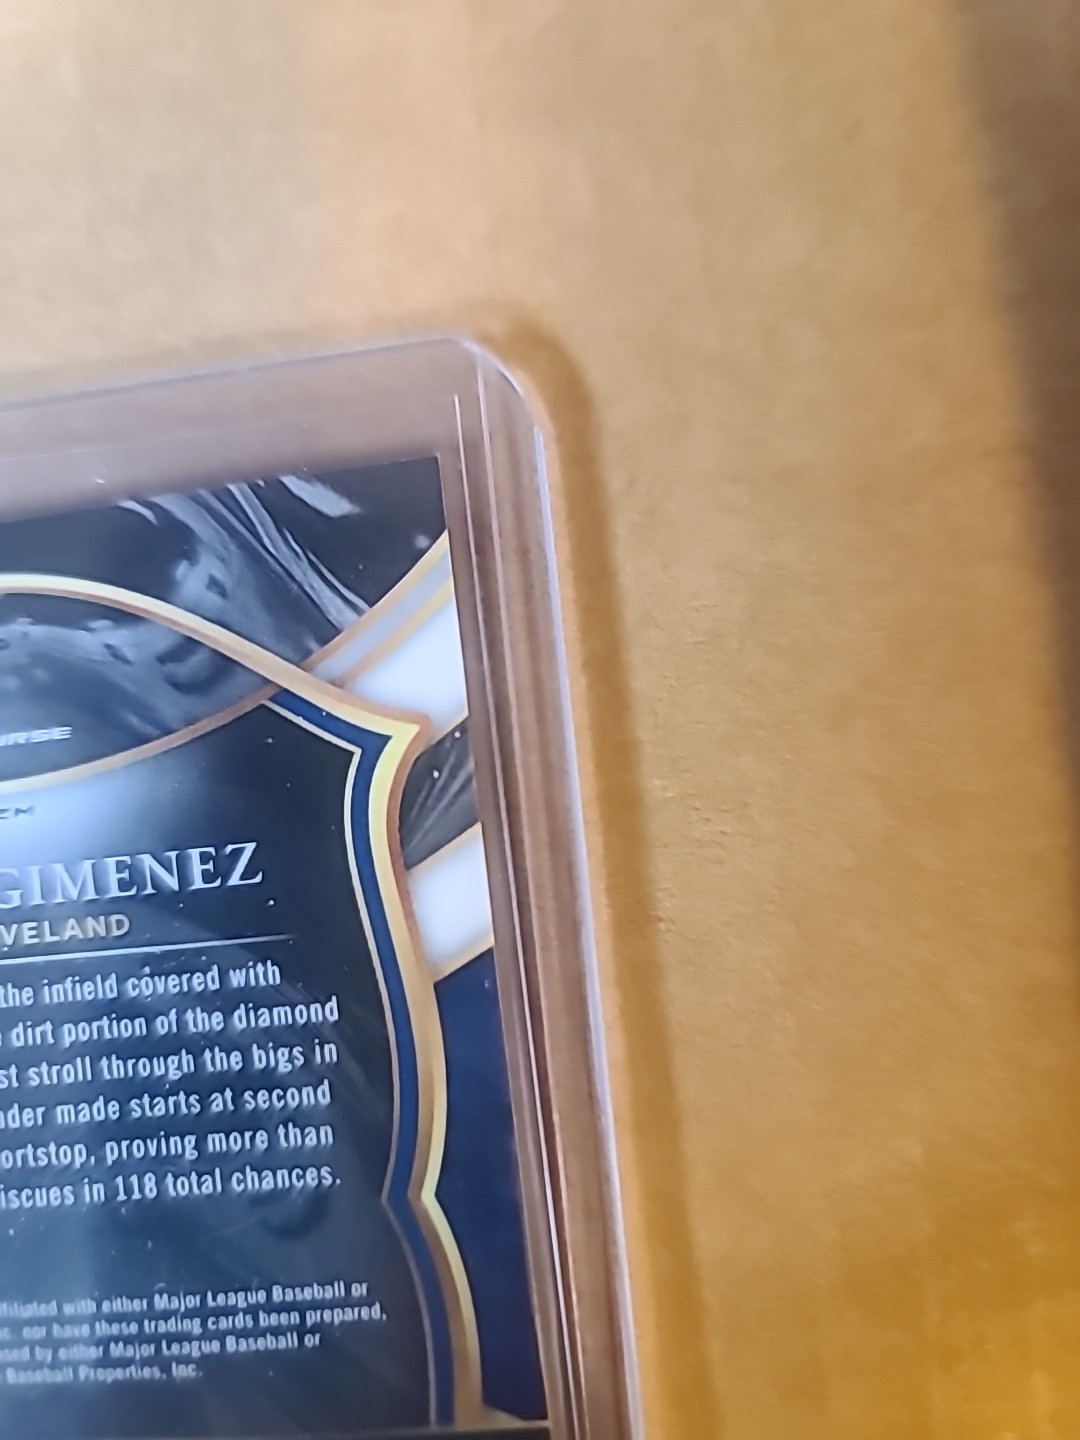 GIMENEZ
VELAND
the infield covered with
dirt portion of the diamond
st stroll through the bigs in
der made starts at second
ortstop, proving more than
iscues in 118 total chances.
ffiliated with either Major League Baseball or
nor have these trading cards been prepared,
sed by either Major League Baseball or
Baseball Properties, Inc.